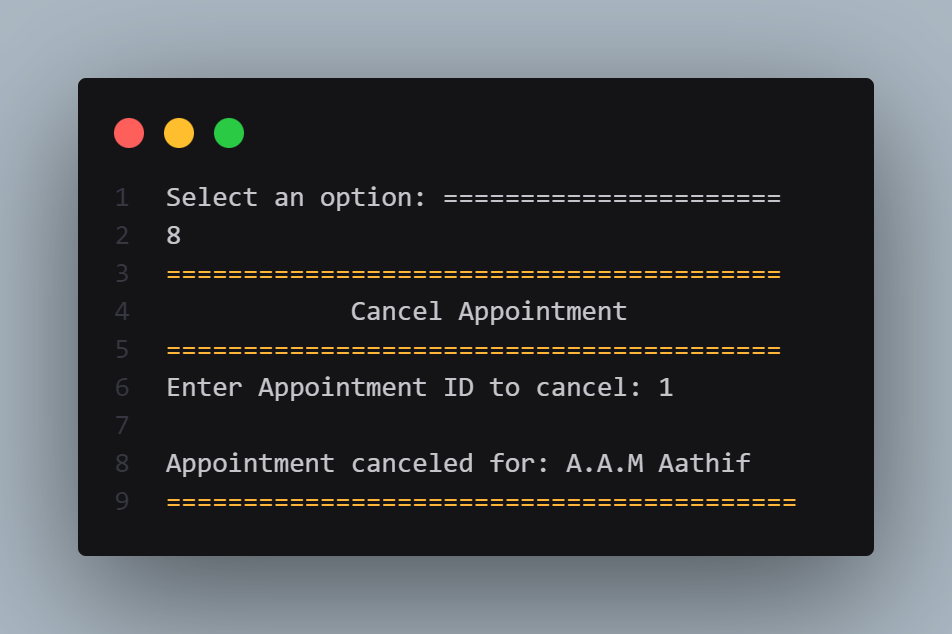 1 Select an option: ======================
2 8
3 ========================================
4 Cancel Appointment
5 ========================================
6 Enter Appointment ID to cancel: 1
7
8 Appointment canceled for: A.A.M Aathif
9 =========================================